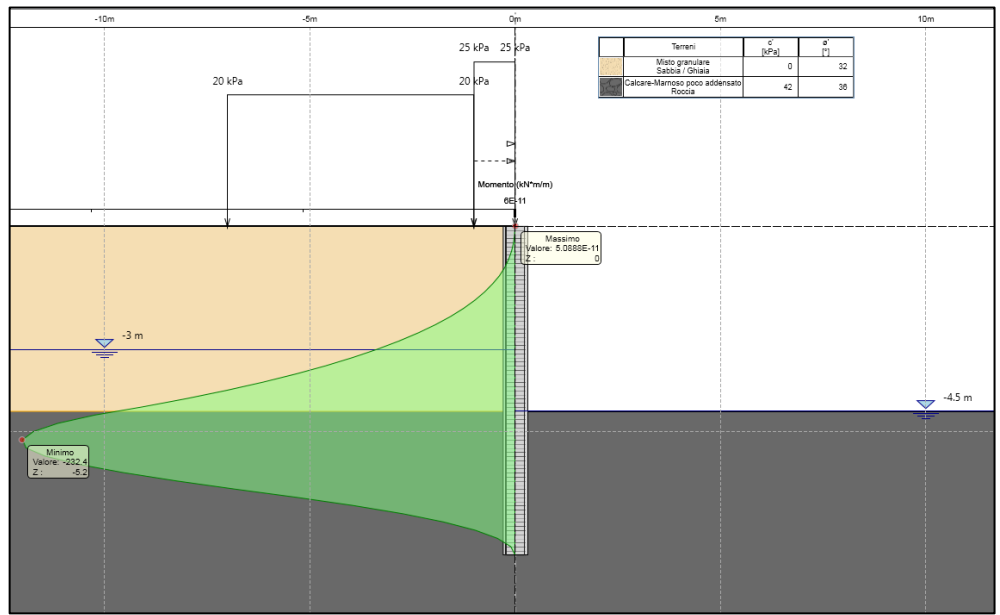 -10m -5m 0m 5m 10m
25 kPa 25 kPa
Terreni c' [kPa] ø' [°]
Misto granulare
Sabbia / Ghiaia 0 32
Calcare-Marnoso poco addensato
Roccia 42 36
20 kPa 20 kPa
Momento (kN*m/m)
6E-11
Massimo
Valore: 5.0888E-11
Z : 0
-3 m
-4.5 m
Minimo
Valore: -232.4
Z : -5.2